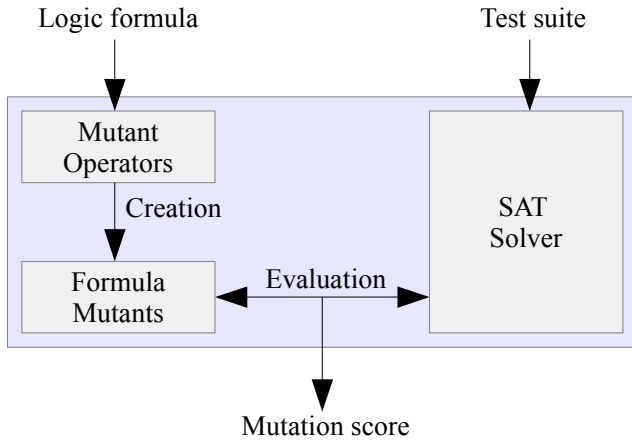 Logic formula
Test suite
Mutant
Operators
Creation
SAT
Solver
Formula
Mutants
Evaluation
Mutation score